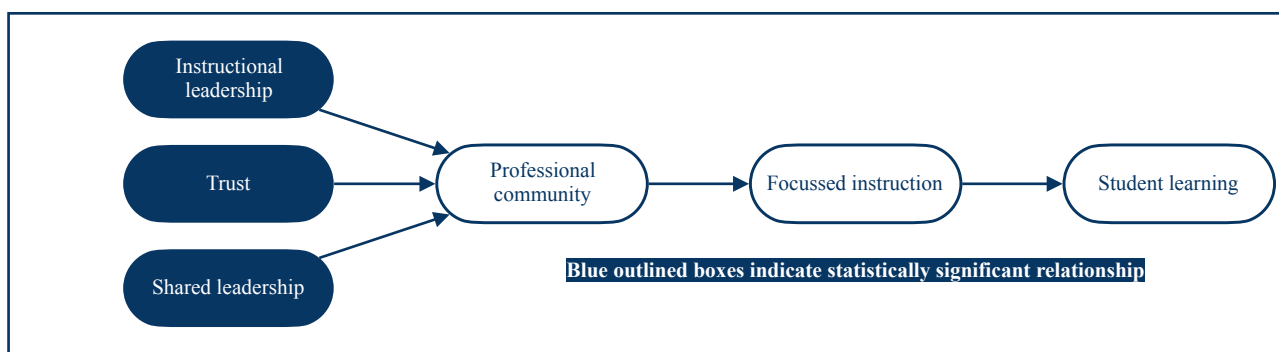 Instructional
leadership
Trust
Shared leadership
Professional
community
Focussed instruction
Student learning
Blue outlined boxes indicate statistically significant relationship